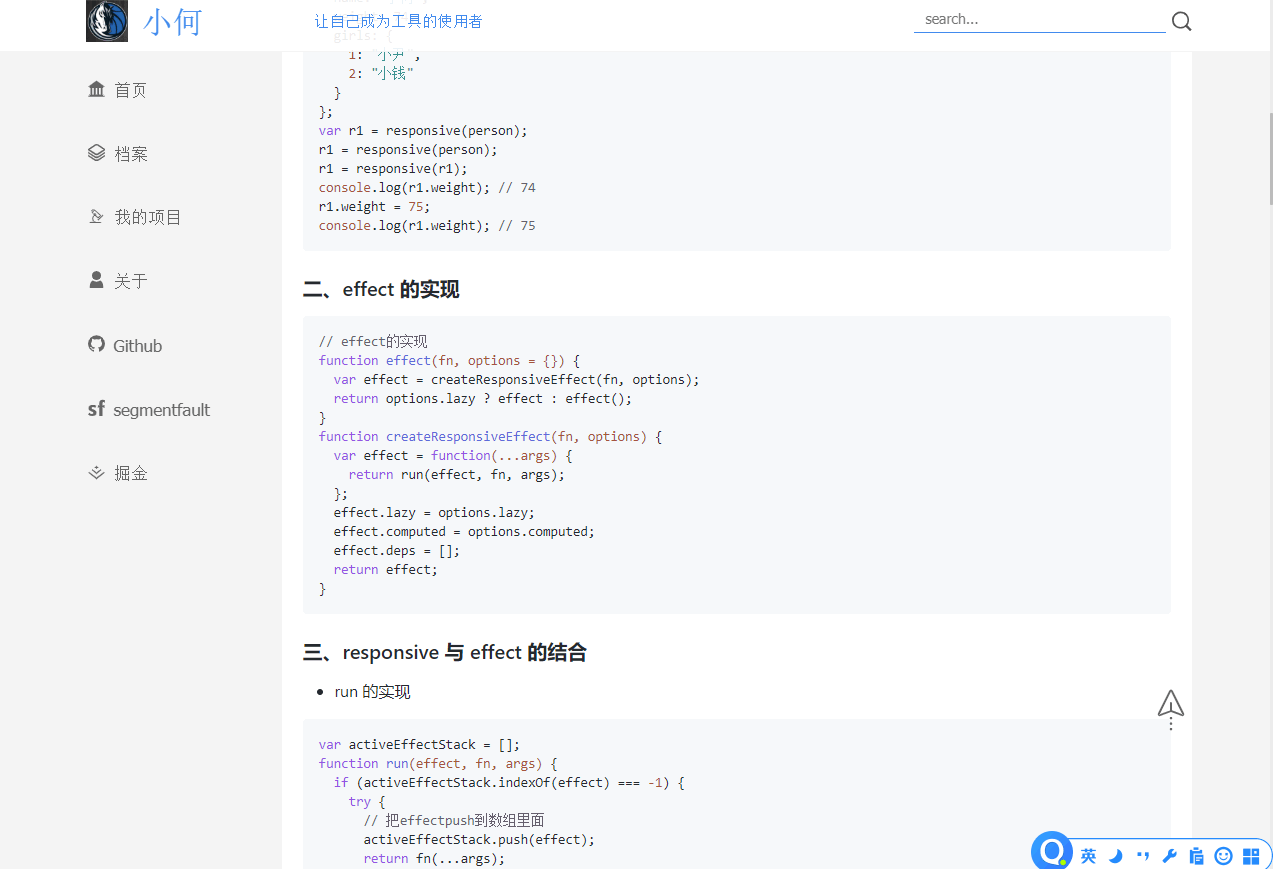 小何
让自己成为工具的使用者
search...
首页
档案
我的项目
关于
Github
sf segmentfault
掘金
girls: {
1: "小尹",
2: "小钱"
}
};
var r1 = responsive(person);
r1 = responsive(person);
r1 = responsive(r1);
console.log(r1.weight); // 74
r1.weight = 75;
console.log(r1.weight); // 75
二、effect 的实现
// effect的实现
function effect(fn, options = {}) {
var effect = createResponsiveEffect(fn, options);
return options.lazy ? effect : effect();
}
function createResponsiveEffect(fn, options) {
var effect = function(...args) {
return run(effect, fn, args);
};
effect.lazy = options.lazy;
effect.computed = options.computed;
effect.deps = [];
return effect;
}
三、responsive 与 effect 的结合
run 的实现
var activeEffectStack = [];
function run(effect, fn, args) {
if (activeEffectStack.indexOf(effect) === -1) {
try {
// 把effectpush到数组里面
activeEffectStack.push(effect);
return fn(...args);
英